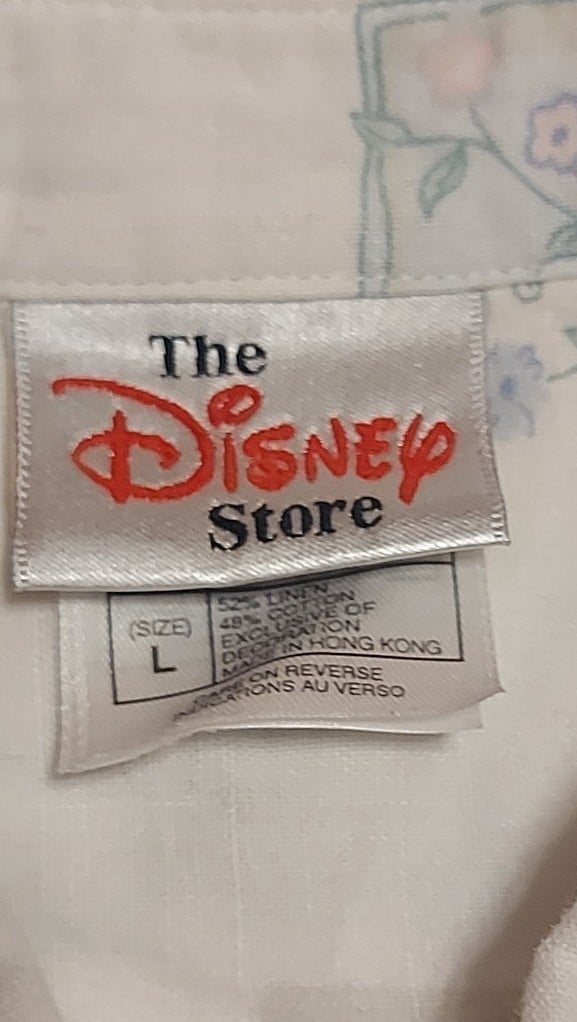 The
Disney
Store
(SIZE)
L
52% LINEN
48% COTTON
EXCLUSIVE OF
DECORATION
MADE IN HONG KONG
CARE ON REVERSE
INDICATIONS AU VERSO